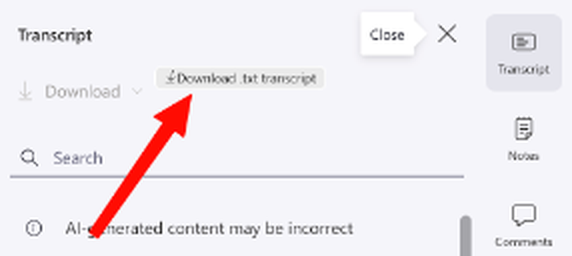 Transcript
Close
Transcript
Download
Download .txt transcript
Search
Notes
AI-generated content may be incorrect
Comments